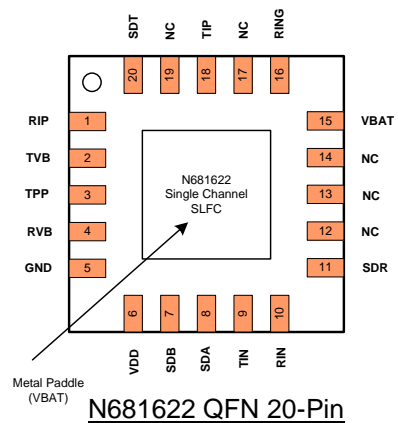 SDT
NC
TIP
NC
RING
20
19
18
17
16
RIP 1
15 VBAT
TVB 2
14 NC
TPP 3
13 NC
RVB 4
12 NC
GND 5
11 SDR
N681622
Single Channel
SLFC
6
7
8
9
10
VDD
SDB
SDA
TIN
RIN
Metal Paddle
(VBAT)
N681622 QFN 20-Pin